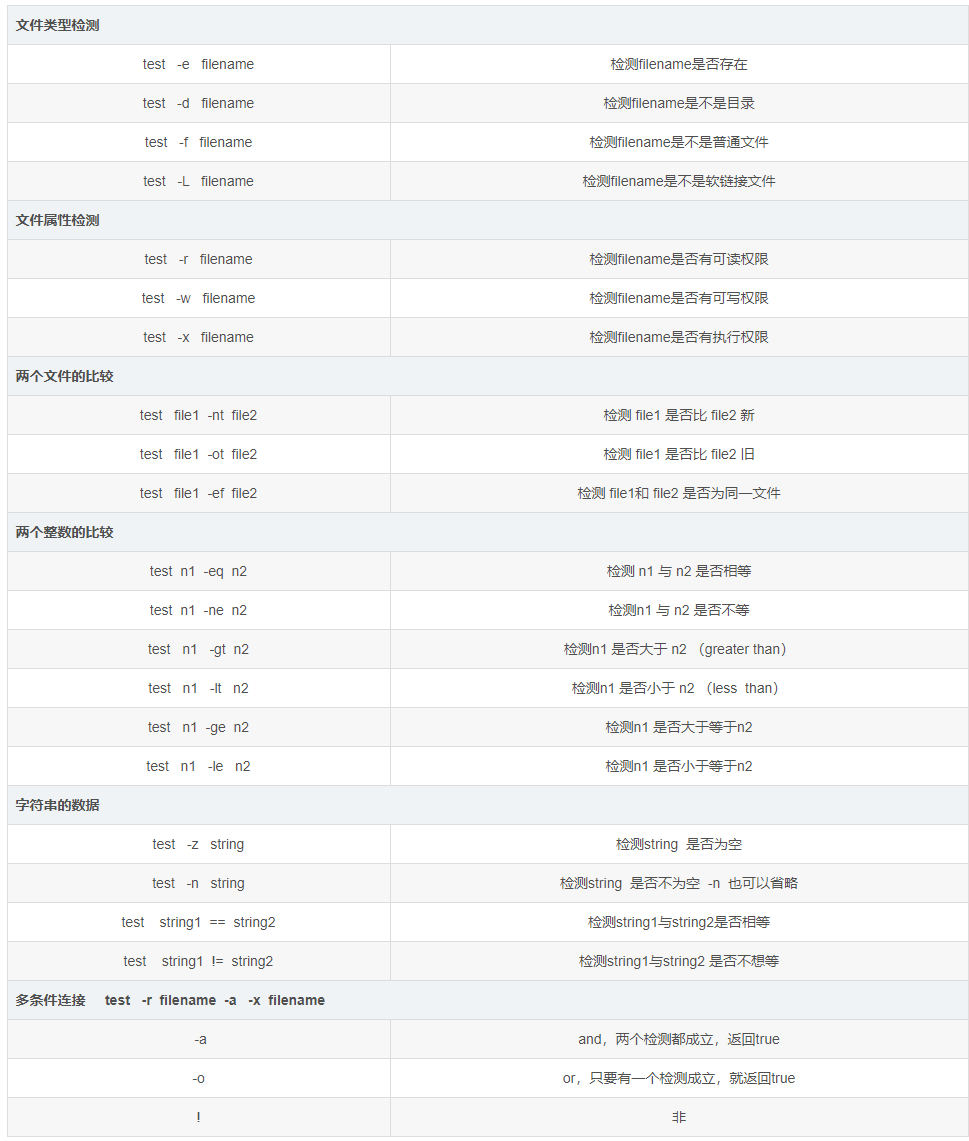 文件类型检测
test -e filename 检测filename是否存在
test -d filename 检测filename是不是目录
test -f filename 检测filename是不是普通文件
test -L filename 检测filename是不是软链接文件
文件属性检测
test -r filename 检测filename是否有可读权限
test -w filename 检测filename是否有可写权限
test -x filename 检测filename是否有执行权限
两个文件的比较
test file1 -nt file2 检测 file1 是否比 file2 新
test file1 -ot file2 检测 file1 是否比 file2 旧
test file1 -ef file2 检测 file1和 file2 是否为同一文件
两个整数的比较
test n1 -eq n2 检测 n1 与 n2 是否相等
test n1 -ne n2 检测n1 与 n2 是否不等
test n1 -gt n2 检测n1 是否大于 n2 （greater than）
test n1 -lt n2 检测n1 是否小于 n2 （less than）
test n1 -ge n2 检测n1 是否大于等于n2
test n1 -le n2 检测n1 是否小于等于n2
字符串的数据
test -z string 检测string 是否为空
test -n string 检测string 是否不为空 -n 也可以省略
test string1 == string2 检测string1与string2是否相等
test string1 != string2 检测string1与string2 是否不想等
多条件连接 test -r filename -a -x filename
-a and，两个检测都成立，返回true
-o or，只要有一个检测成立，就返回true
! 非